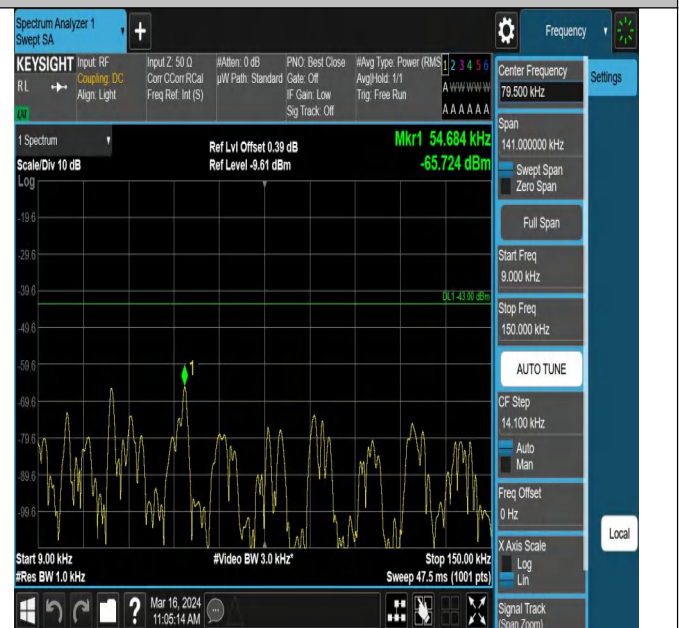 Spectrum Analyzer 1
Swept SA
+
Frequency
KEYSIGHT
RL
Input: RF
Coupling: DC
Align: Light
Input Z: 50 Ω
Corr CCorr RCal
Freq Ref: Int (S)
#Atten: 0 dB
µW Path: Standard
PNO: Best Close
Gate: Off
IF Gain: Low
Sig Track: Off
#Avg Type: Power (RMS
Avg|Hold: 1/1
Trig: Free Run
1 2 3 4 5 6
A W W W W W
A A A A A A
1 Spectrum
Scale/Div 10 dB
Log
Ref Lvl Offset 0.39 dB
Ref Level -9.61 dBm
Mkr1 54.684 kHz
-65.724 dBm
-19.6
-29.6
-39.6
DL1 -43.00 dBm
-49.6
-59.6
1
-69.6
-79.6
-89.6
-99.6
Start 9.00 kHz
#Res BW 1.0 kHz
#Video BW 3.0 kHz*
Stop 150.00 kHz
Sweep 47.5 ms (1001 pts)
Center Frequency
79.500 kHz
Settings
Span
141.000000 kHz
Swept Span
Zero Span
Full Span
Start Freq
9.000 kHz
Stop Freq
150.000 kHz
AUTO TUNE
CF Step
14.100 kHz
Auto
Man
Freq Offset
0 Hz
Local
X Axis Scale
Log
Lin
Signal Track
(Span Zoom)
?
Mar 16, 2024
11:05:14 AM